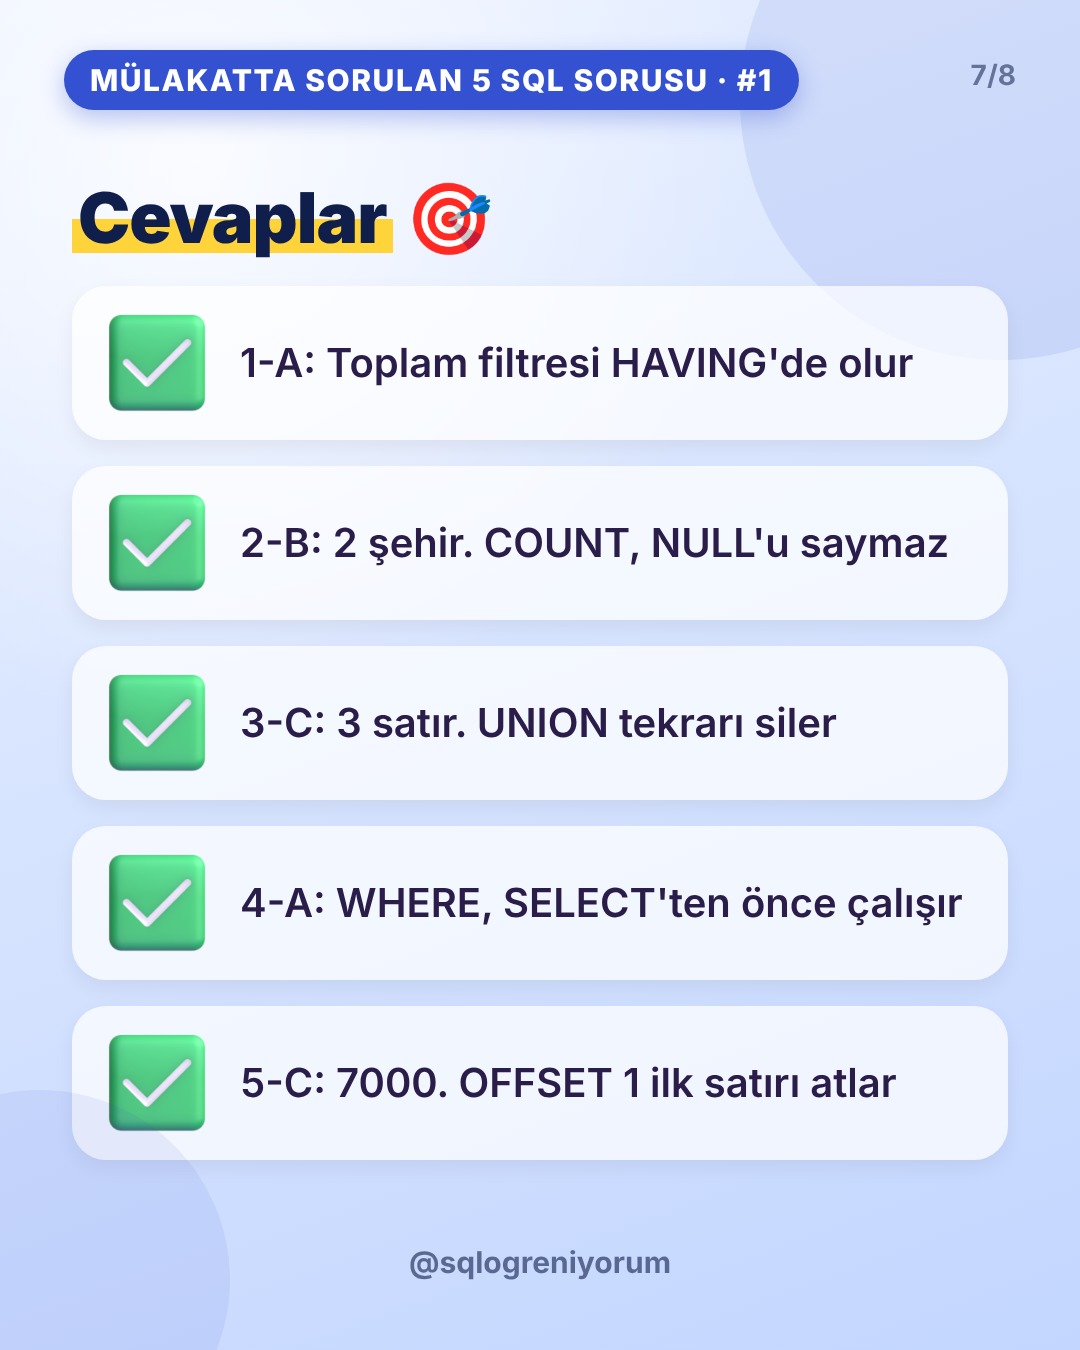 MÜLAKATTA SORULAN 5 SQL SORUSU · #1
7/8
Cevaplar
1-A: Toplam filtresi HAVING'de olur
2-B: 2 şehir. COUNT, NULL'u saymaz
3-C: 3 satır. UNION tekrarı siler
4-A: WHERE, SELECT'ten önce çalışır
5-C: 7000. OFFSET 1 ilk satırı atlar
@sqlogreniyorum